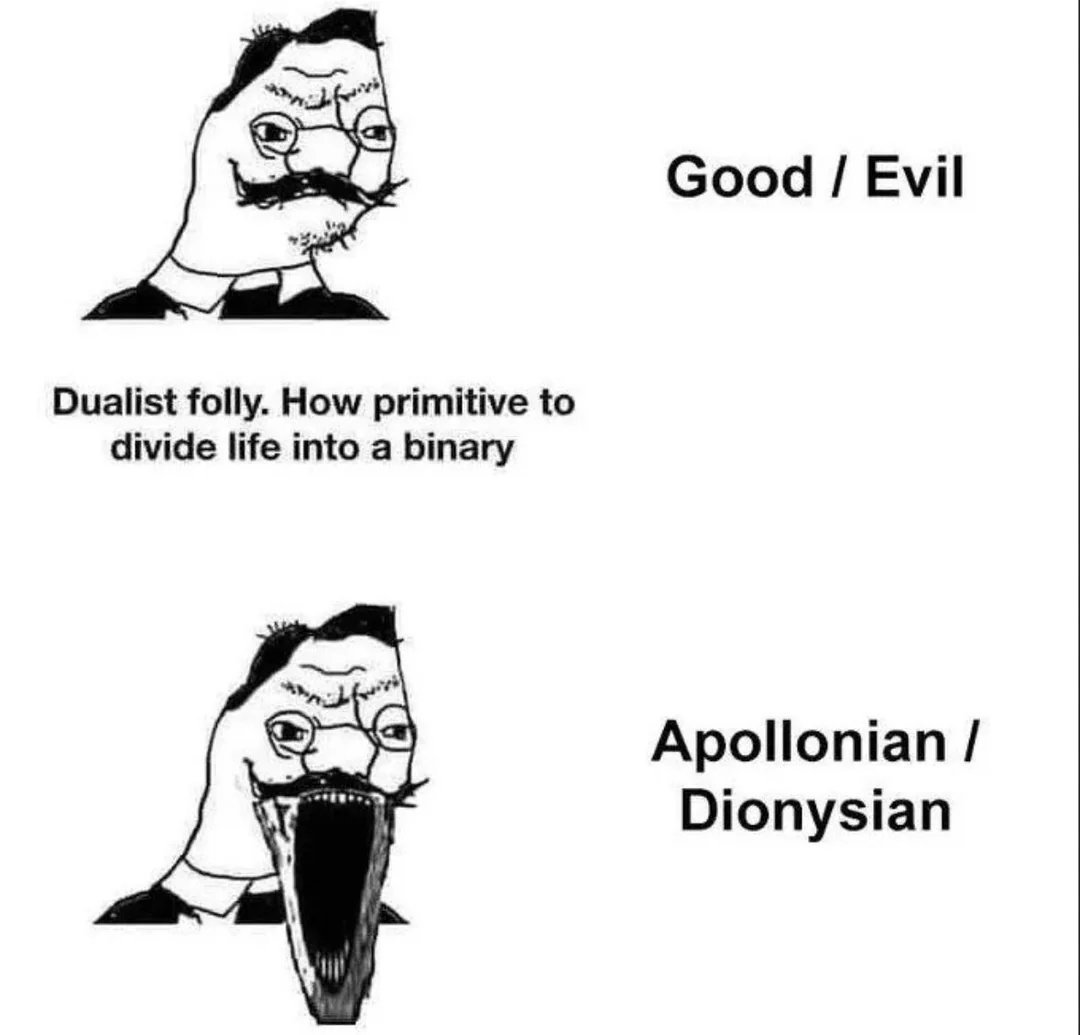 Good / Evil
Dualist folly. How primitive to
divide life into a binary
Apollonian /
Dionysian